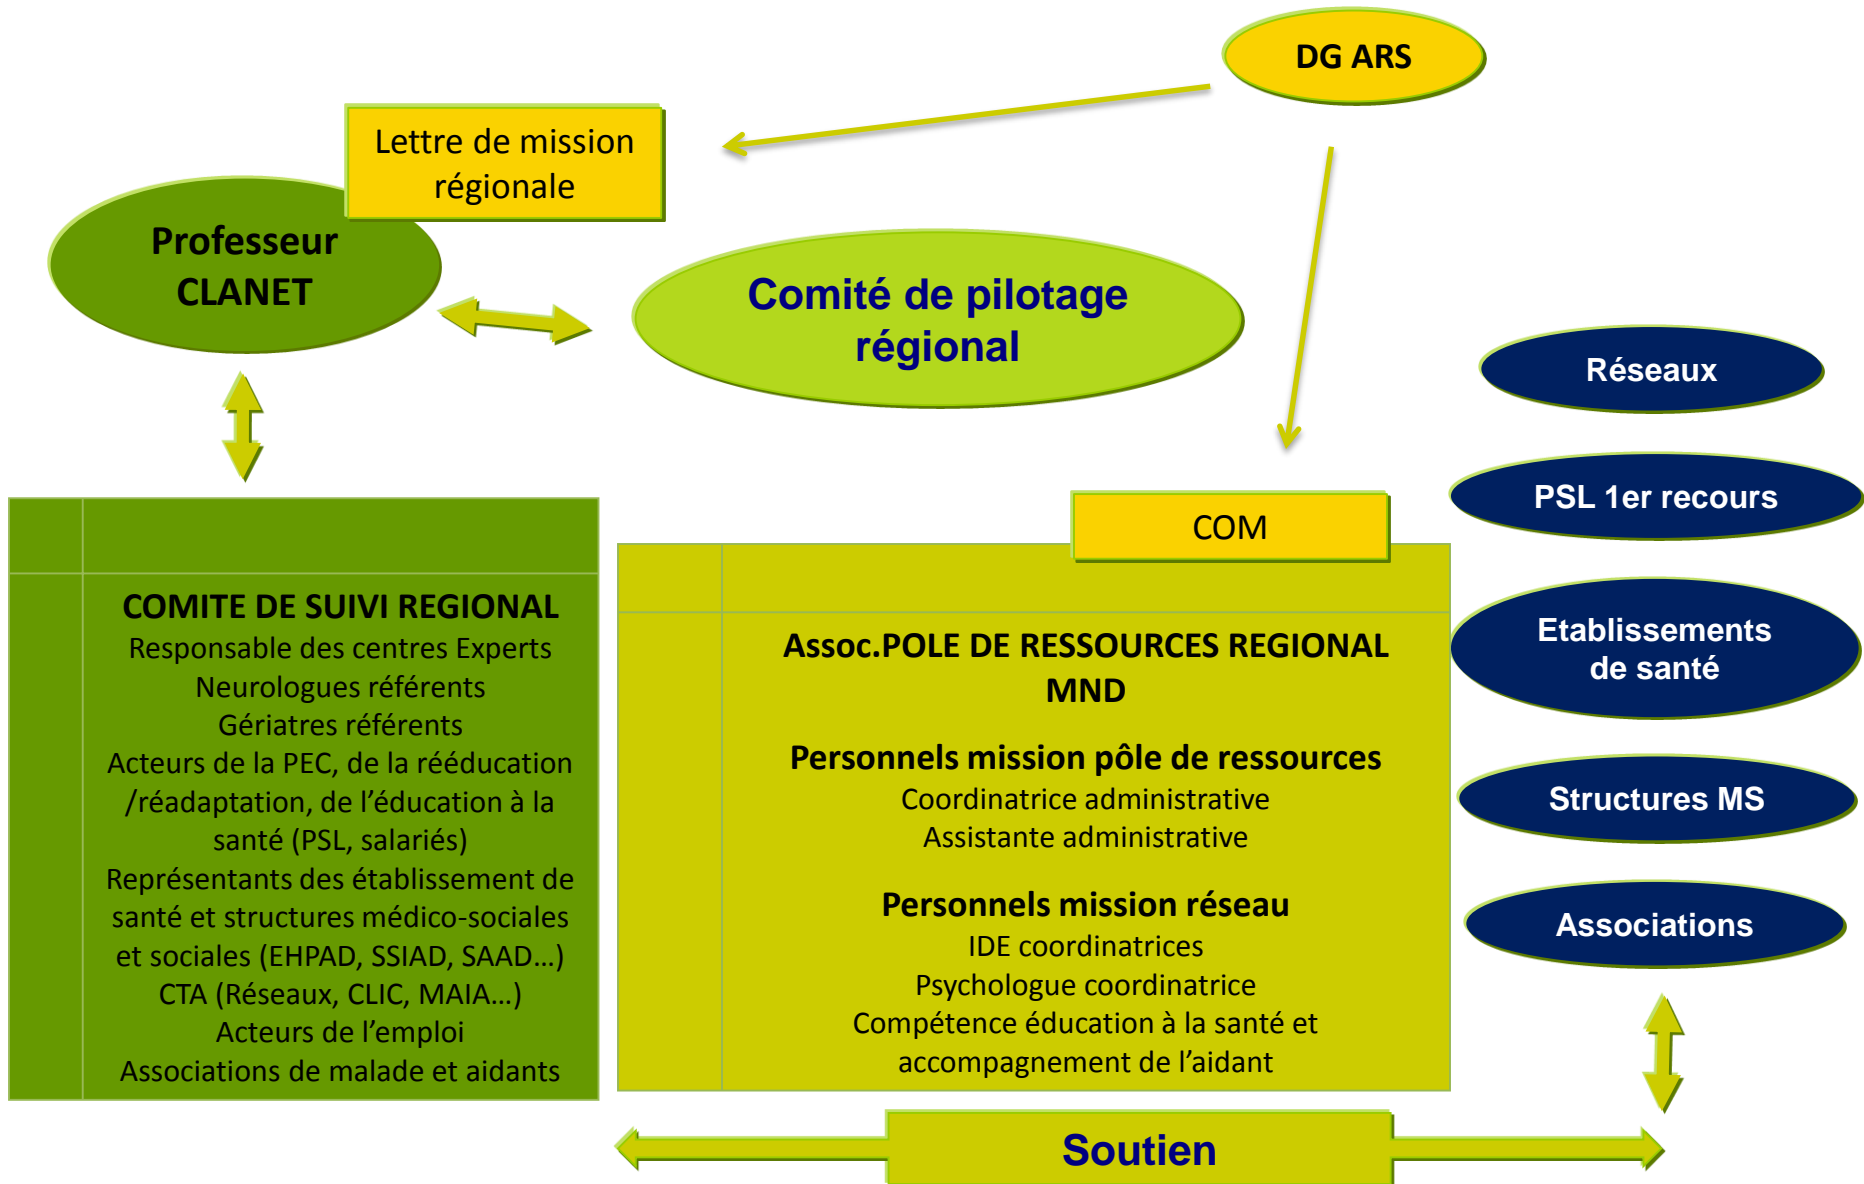 DG ARS
Lettre de mission
régionale
Professeur
CLANET
Comité de pilotage
régional
Réseaux
PSL 1er recours
Etablissements
de santé
Structures MS
Associations
COMITE DE SUIVI REGIONAL
Responsable des centres Experts
Neurologues référents
Gériatres référents
Acteurs de la PEC, de la rééducation
/réadaptation, de l’éducation à la
santé (PSL, salariés)
Représentants des établissement de
santé et structures médico-sociales
et sociales (EHPAD, SSIAD, SAAD…)
CTA (Réseaux, CLIC, MAIA…)
Acteurs de l’emploi
Associations de malade et aidants
COM
Assoc.POLE DE RESSOURCES REGIONAL
MND
Personnels mission pôle de ressources
Coordinatrice administrative
Assistante administrative
Personnels mission réseau
IDE coordinatrices
Psychologue coordinatrice
Compétence éducation à la santé et
accompagnement de l’aidant
Soutien